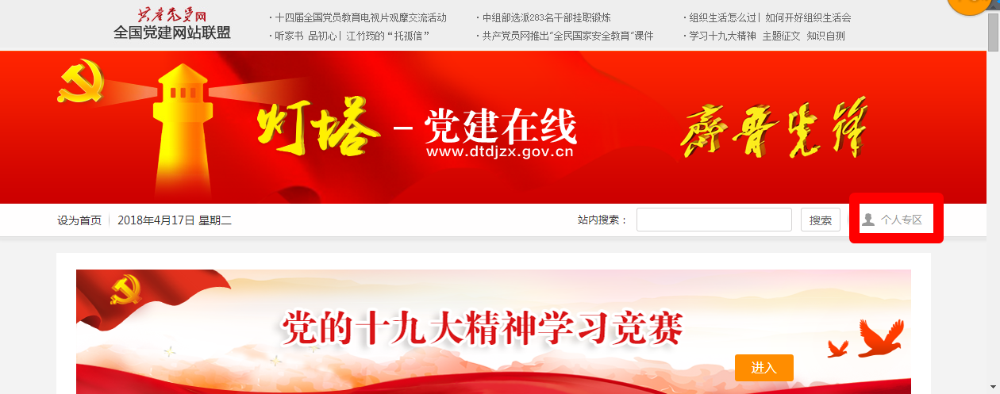 共产党员网
全国党建网站联盟
· 十四届全国党员教育电视片观摩交流活动
· 中组部选派283名干部挂职锻炼
· 组织生活怎么过| 如何开好组织生活会
· 听家书 品初心| 江竹筠的“托孤信”
· 共产党员网推出“全民国家安全教育”课件
· 学习十九大精神 主题征文 知识自测
灯塔 - 党建在线
www.dtdjzx.gov.cn
齐鲁先锋
设为首页 2018年4月17日 星期二
站内搜索： 搜索 个人专区
党的十九大精神学习竞赛
进入